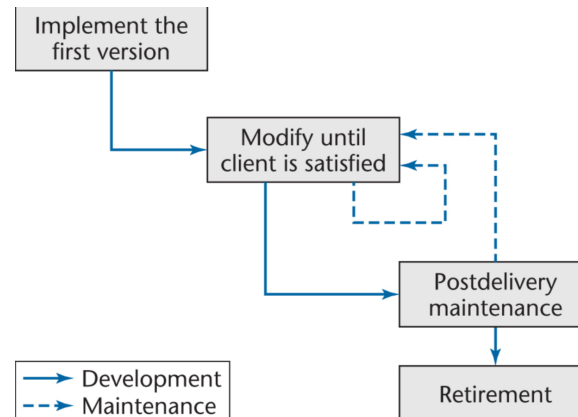 Implement the
first version
Modify until
client is satisfied
Postdelivery
maintenance
Development
Maintenance
Retirement